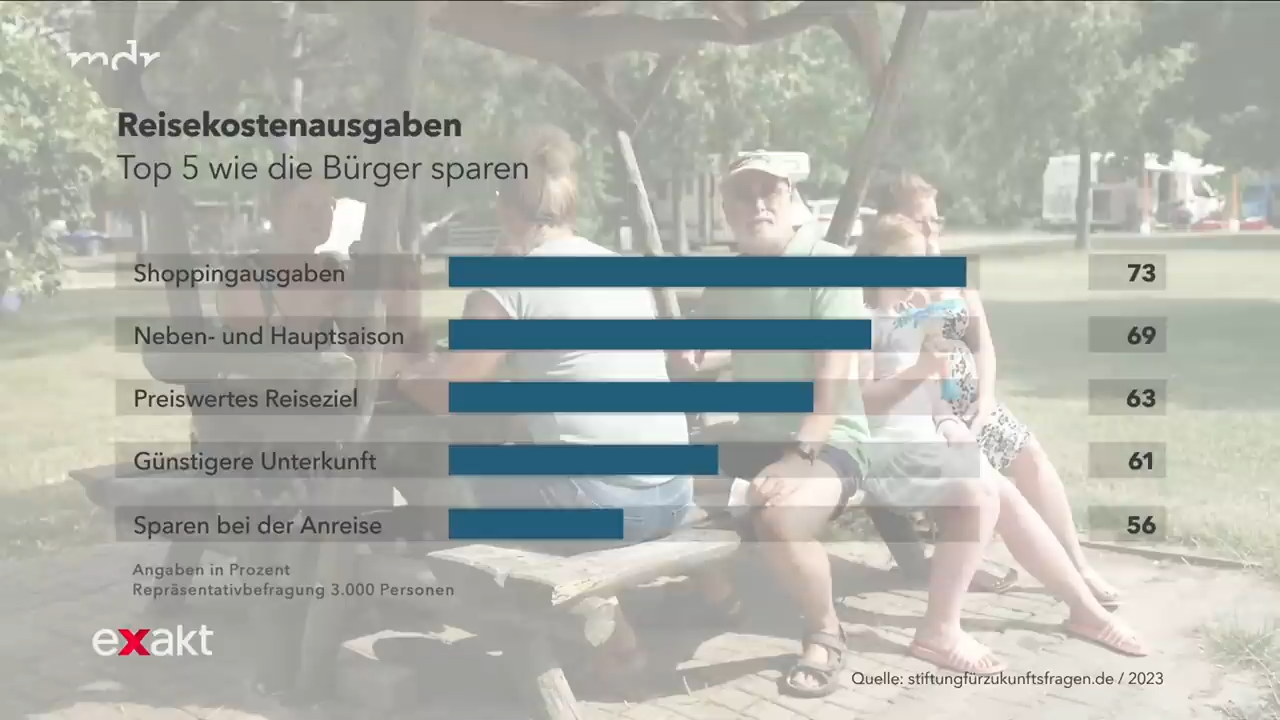 mdr
Reisekostenausgaben
Top 5 wie die Bürger sparen
Shoppingausgaben 73
Neben- und Hauptsaison 69
Preiswertes Reiseziel 63
Günstigere Unterkunft 61
Sparen bei der Anreise 56
Angaben in Prozent
Repräsentativbefragung 3.000 Personen
exakt
Quelle: stiftungfürzukunftsfragen.de / 2023